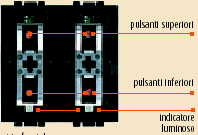 pulsanti superiori
pulsanti inferiori
indicatore
luminoso